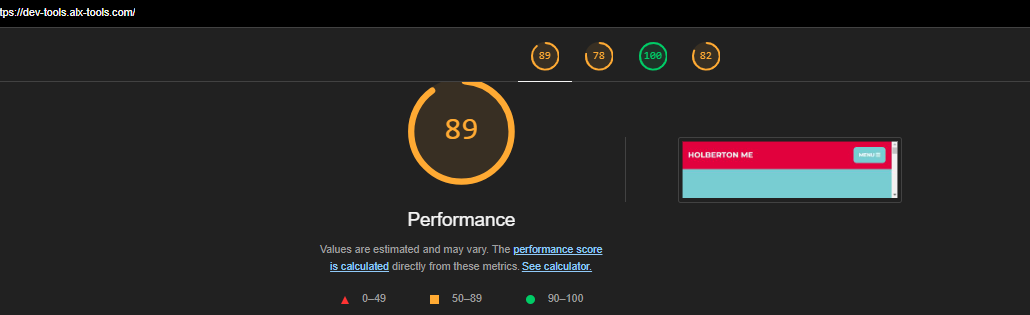 tps://dev-tools.alx-tools.com/
89 78 100 82
89
HOLBERTON ME MENU
Performance
Values are estimated and may vary. The performance score
is calculated directly from these metrics. See calculator.
0–49 50–89 90–100